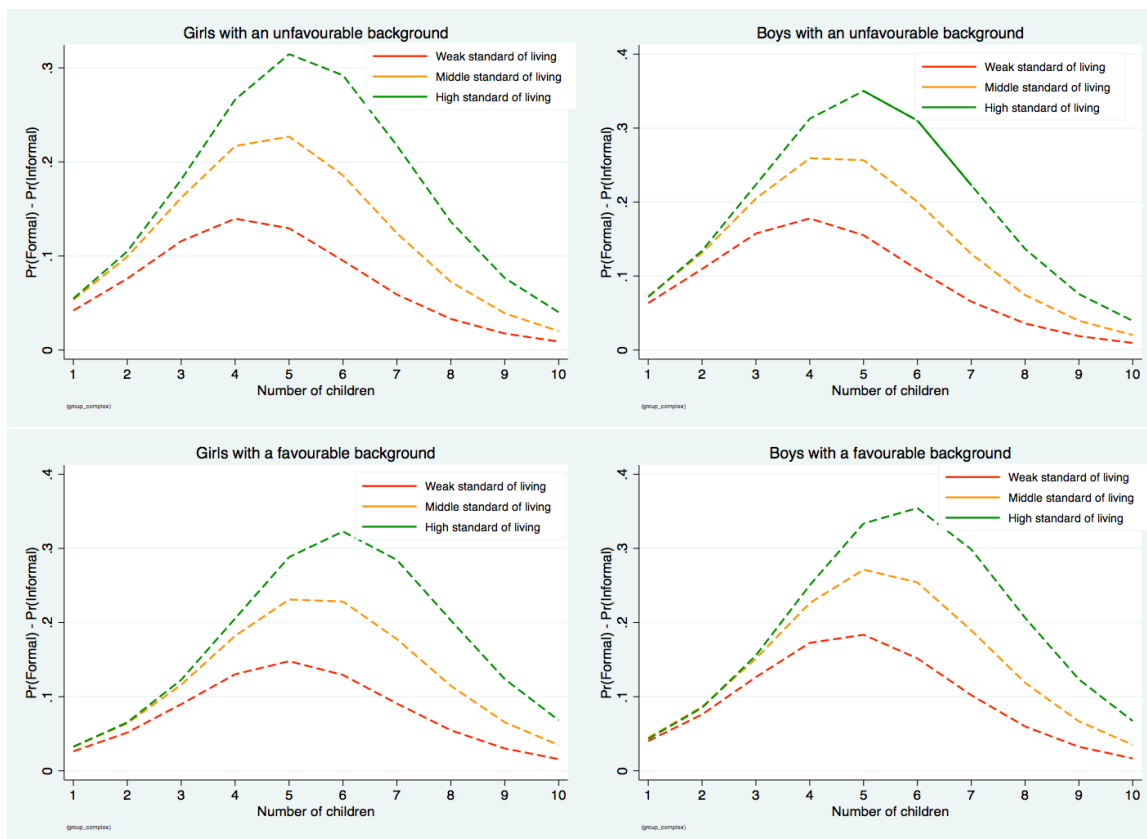 Girls with an unfavourable background
Weak standard of living
Middle standard of living
High standard of living
Pr(Formal) - Pr(Informal)
.3
.2
.1
0
1 2 3 4 5 6 7 8 9 10
Number of children
(group_complex)
Boys with an unfavourable background
Weak standard of living
Middle standard of living
High standard of living
Pr(Formal) - Pr(Informal)
.4
.3
.2
.1
0
1 2 3 4 5 6 7 8 9 10
Number of children
(group_complex)
Girls with a favourable background
Weak standard of living
Middle standard of living
High standard of living
Pr(Formal) - Pr(Informal)
.4
.3
.2
.1
0
1 2 3 4 5 6 7 8 9 10
Number of children
(group_complex)
Boys with a favourable background
Weak standard of living
Middle standard of living
High standard of living
Pr(Formal) - Pr(Informal)
.4
.3
.2
.1
0
1 2 3 4 5 6 7 8 9 10
Number of children
(group_complex)